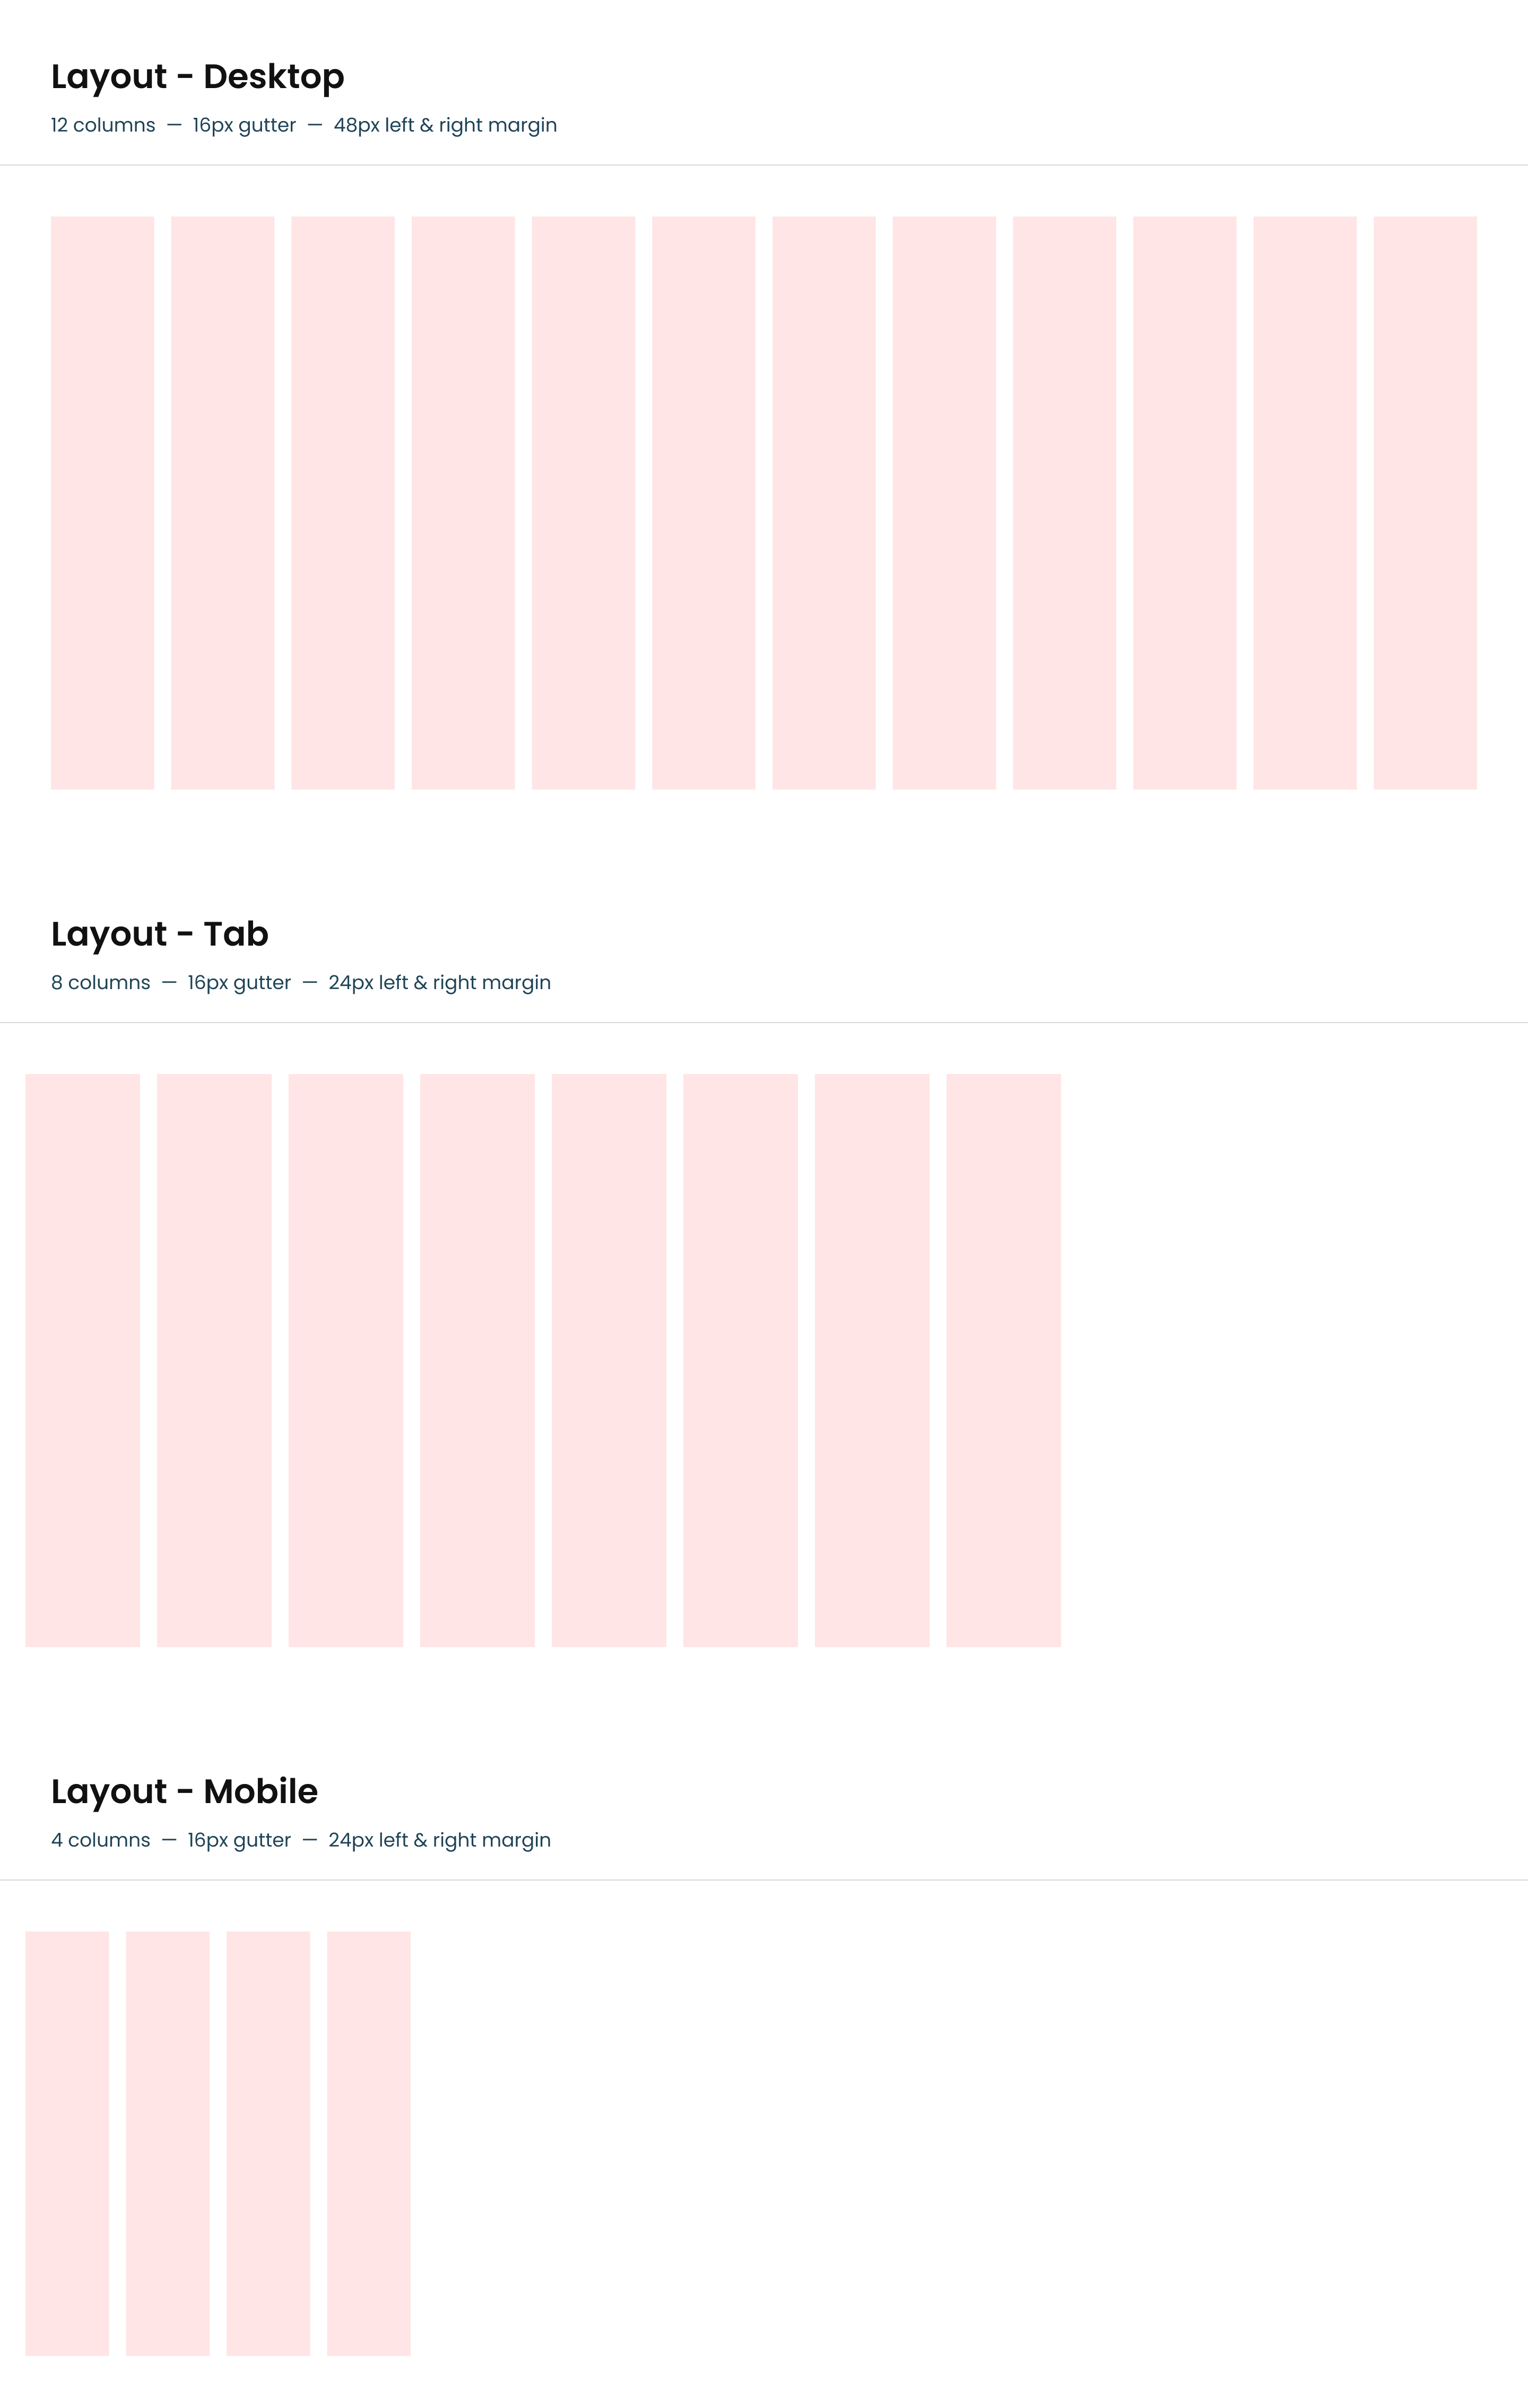 Layout - Desktop
12 columns — 16px gutter — 48px left & right margin
Layout - Tab
8 columns — 16px gutter — 24px left & right margin
Layout - Mobile
4 columns — 16px gutter — 24px left & right margin